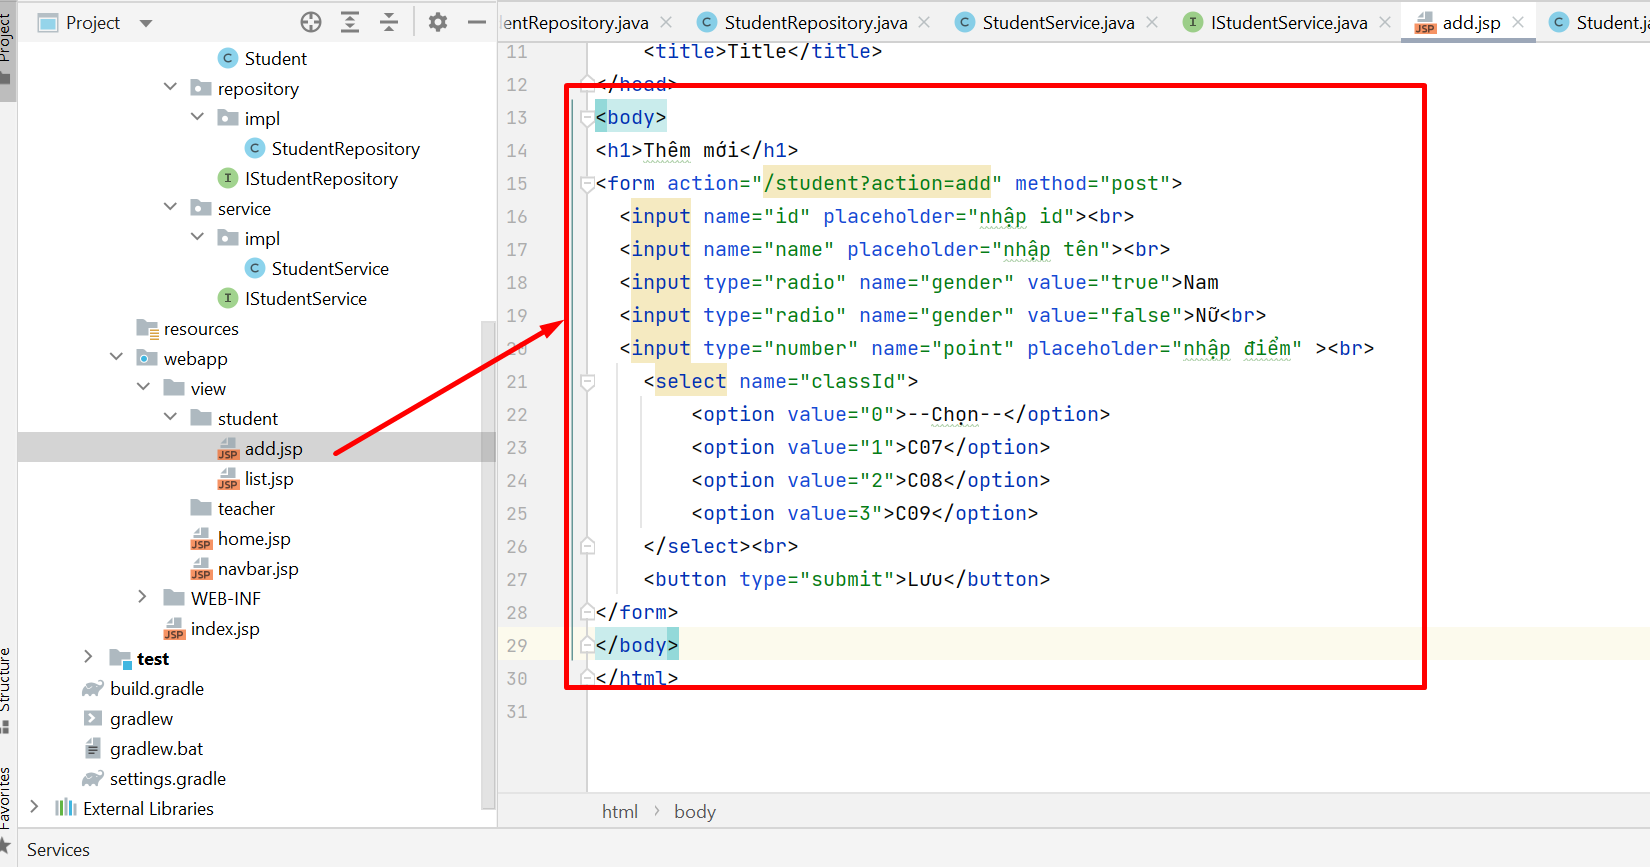 Project
entRepository.java
StudentRepository.java
StudentService.java
IStudentService.java
add.jsp
Student.j
Project
Student
repository
impl
StudentRepository
IStudentRepository
service
impl
StudentService
IStudentService
resources
webapp
view
student
add.jsp
list.jsp
teacher
home.jsp
navbar.jsp
WEB-INF
index.jsp
test
build.gradle
gradlew
gradlew.bat
settings.gradle
External Libraries
Structure
Favorites
11 <title>Title</title>
12 </head>
13 <body>
14 <h1>Thêm mới</h1>
15 <form action="/student?action=add" method="post">
16 <input name="id" placeholder="nhập id"><br>
17 <input name="name" placeholder="nhập tên"><br>
18 <input type="radio" name="gender" value="true">Nam
19 <input type="radio" name="gender" value="false">Nữ<br>
20 <input type="number" name="point" placeholder="nhập điểm" ><br>
21 <select name="classId">
22 <option value="0">--Chọn--</option>
23 <option value="1">C07</option>
24 <option value="2">C08</option>
25 <option value=3">C09</option>
26 </select><br>
27 <button type="submit">Lưu</button>
28 </form>
29 </body>
30 </html>
31
html › body
Services